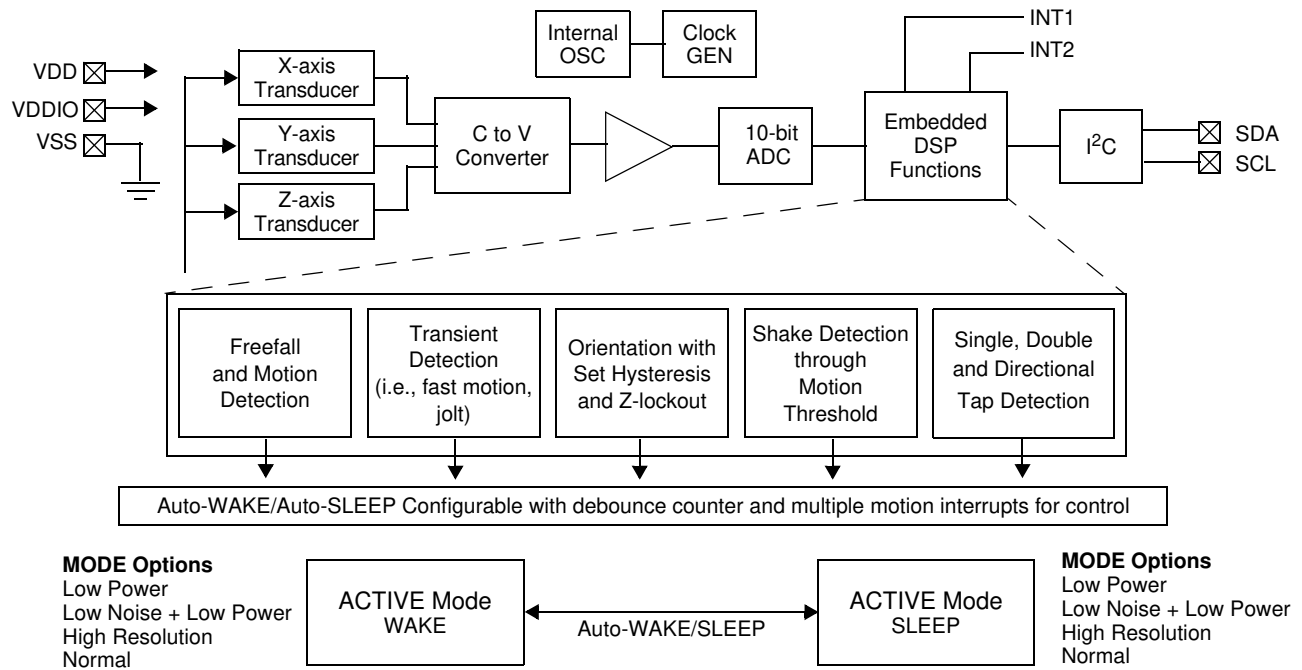 INT1
INT2
Internal
OSC
Clock
GEN
VDD
VDDIO
VSS
X-axis
Transducer
Y-axis
Transducer
Z-axis
Transducer
C to V
Converter
10-bit
ADC
Embedded
DSP
Functions
I²C
SDA
SCL
Freefall
and Motion
Detection
Transient
Detection
(i.e., fast motion,
jolt)
Orientation with
Set Hysteresis
and Z-lockout
Shake Detection
through
Motion
Threshold
Single, Double
and Directional
Tap Detection
Auto-WAKE/Auto-SLEEP Configurable with debounce counter and multiple motion interrupts for control
MODE Options
Low Power
Low Noise + Low Power
High Resolution
Normal
ACTIVE Mode
WAKE
Auto-WAKE/SLEEP
ACTIVE Mode
SLEEP
MODE Options
Low Power
Low Noise + Low Power
High Resolution
Normal